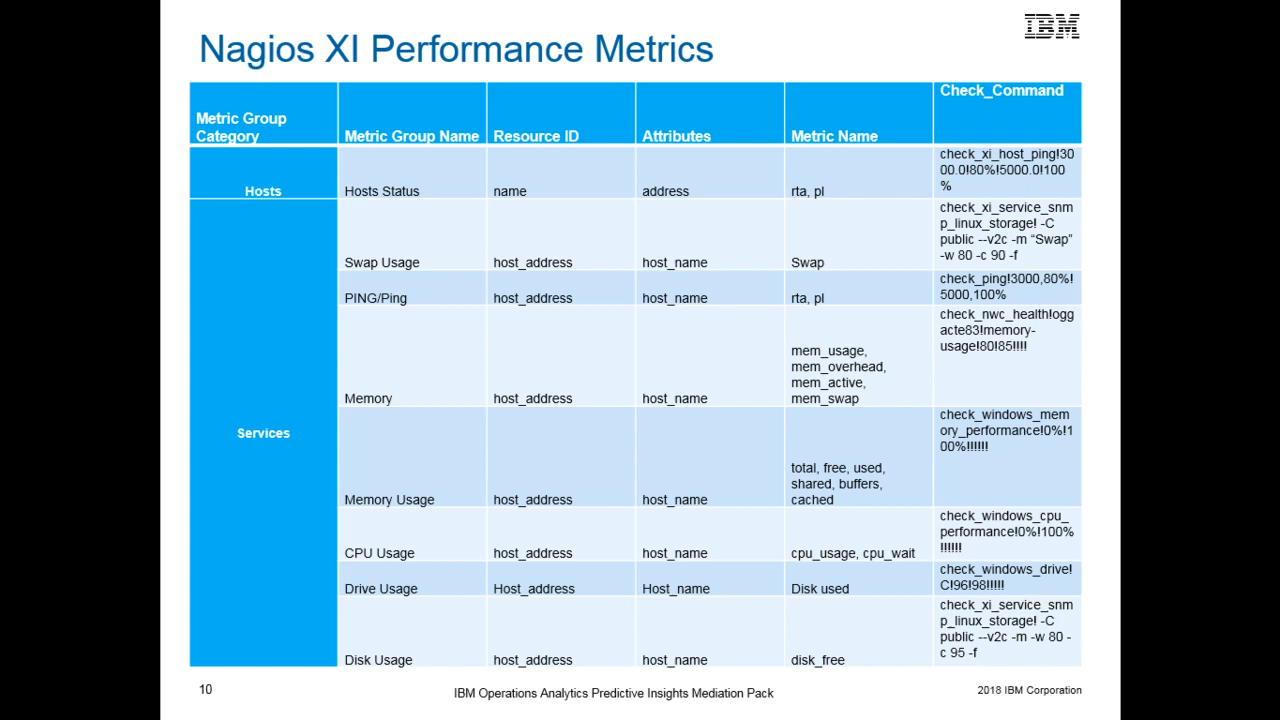 IBM
Nagios XI Performance Metrics
Metric Group
Category
Metric Group Name
Resource ID
Attributes
Metric Name
Check_Command
Hosts
Hosts Status
name
address
rta, pl
check_xi_host_ping!30
00.0!80%!5000.0!100
%
Services
Swap Usage
host_address
host_name
Swap
check_xi_service_snm
p_linux_storage! -C
public --v2c -m “Swap”
-w 80 -c 90 -f
PING/Ping
host_address
host_name
rta, pl
check_ping!3000,80%!
5000,100%
Memory
host_address
host_name
mem_usage,
mem_overhead,
mem_active,
mem_swap
check_nwc_health!ogg
acte83!memory-
usage!80!85!!!!
Memory Usage
host_address
host_name
total, free, used,
shared, buffers,
cached
check_windows_mem
ory_performance!0%!1
00%!!!!!!
CPU Usage
host_address
host_name
cpu_usage, cpu_wait
check_windows_cpu_
performance!0%!100%
!!!!!!
Drive Usage
Host_address
Host_name
Disk used
check_windows_drive!
C!96!98!!!!!
Disk Usage
host_address
host_name
disk_free
check_xi_service_snm
p_linux_storage! -C
public --v2c -m -w 80 -
c 95 -f
10
IBM Operations Analytics Predictive Insights Mediation Pack
2018 IBM Corporation